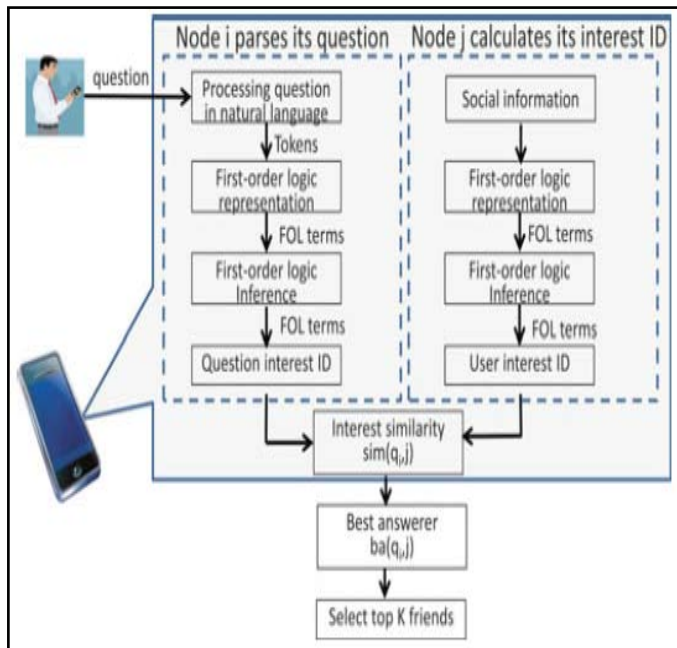 Node i parses its question
question
Processing question
in natural language
Tokens
First-order logic
representation
FOL terms
First-order logic
Inference
FOL terms
Question interest ID
Node j calculates its interest ID
Social information
First-order logic
representation
FOL terms
First-order logic
Inference
FOL terms
User interest ID
Interest similarity
sim(qᵢ,j)
Best answerer
ba(qᵢ,j)
Select top K friends